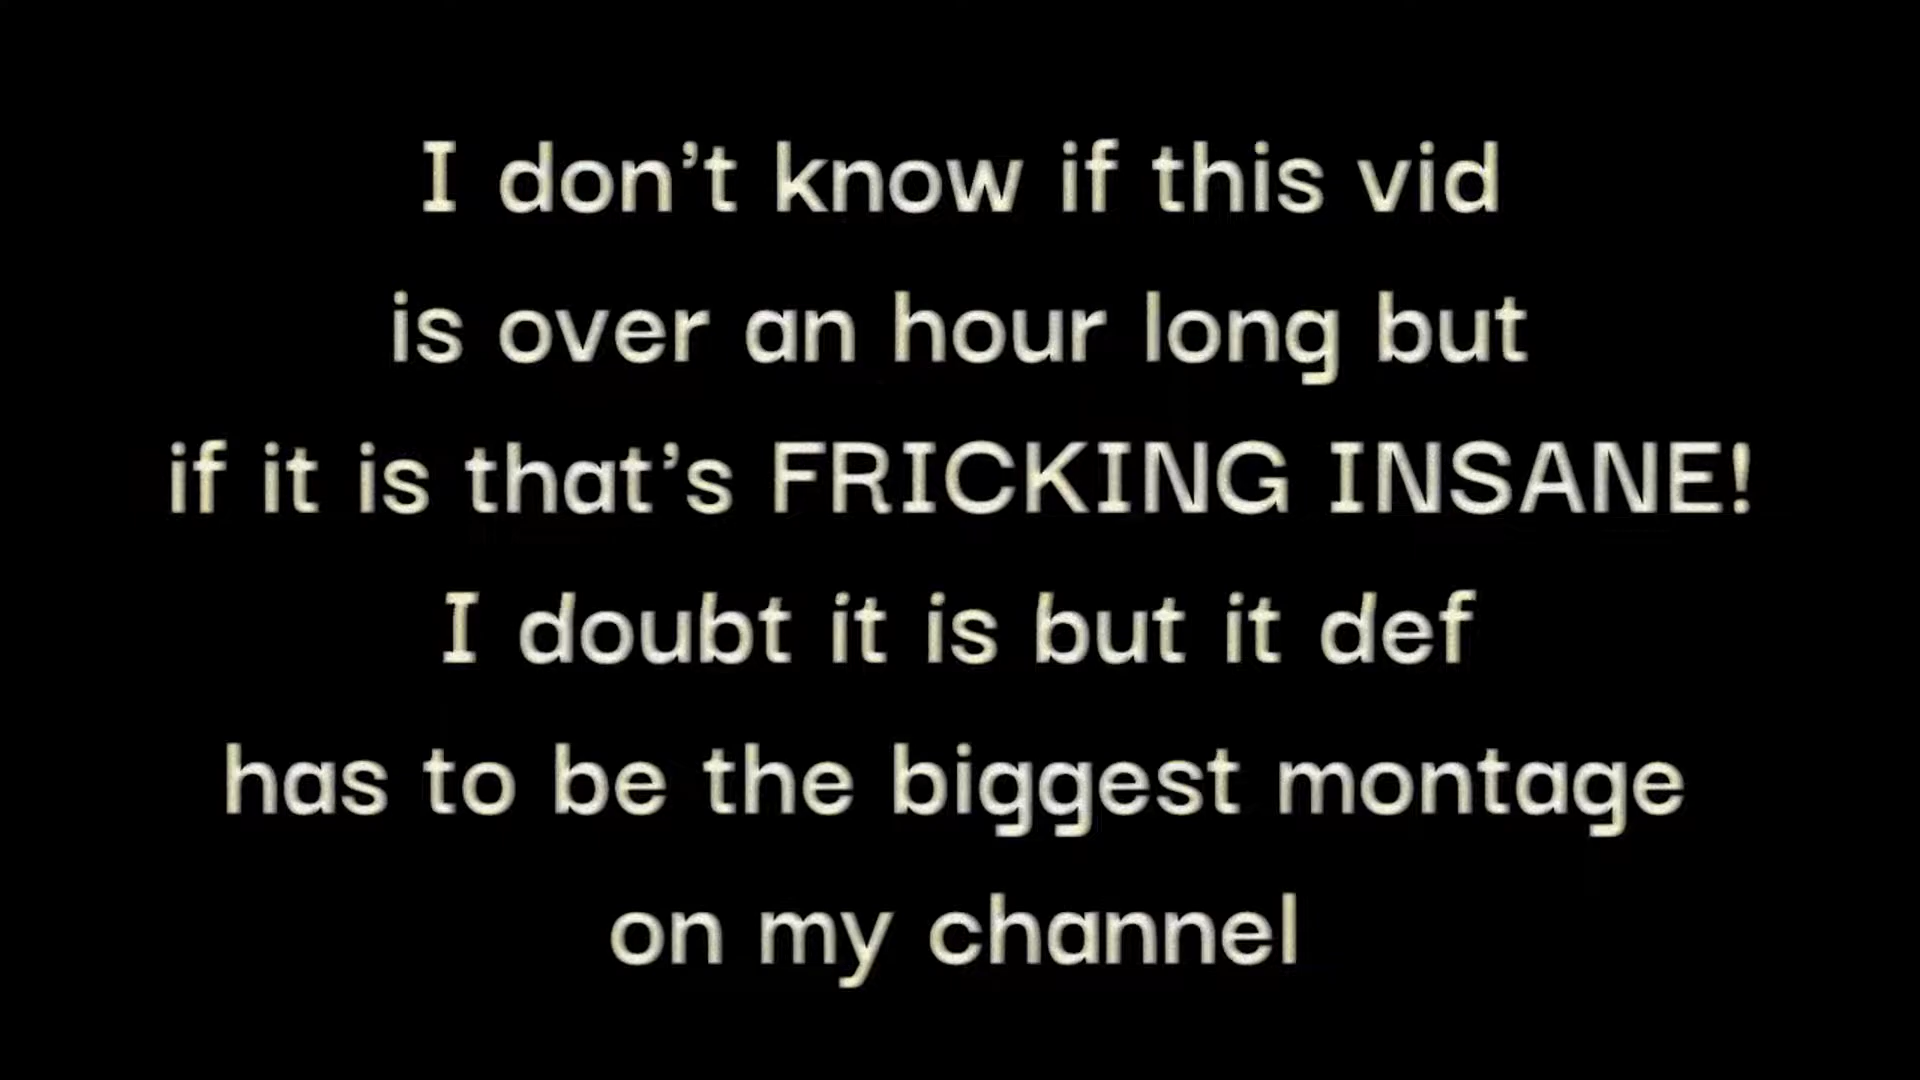 I don’t know if this vid
is over an hour long but
if it is that’s FRICKING INSANE!
I doubt it is but it def
has to be the biggest montage
on my channel